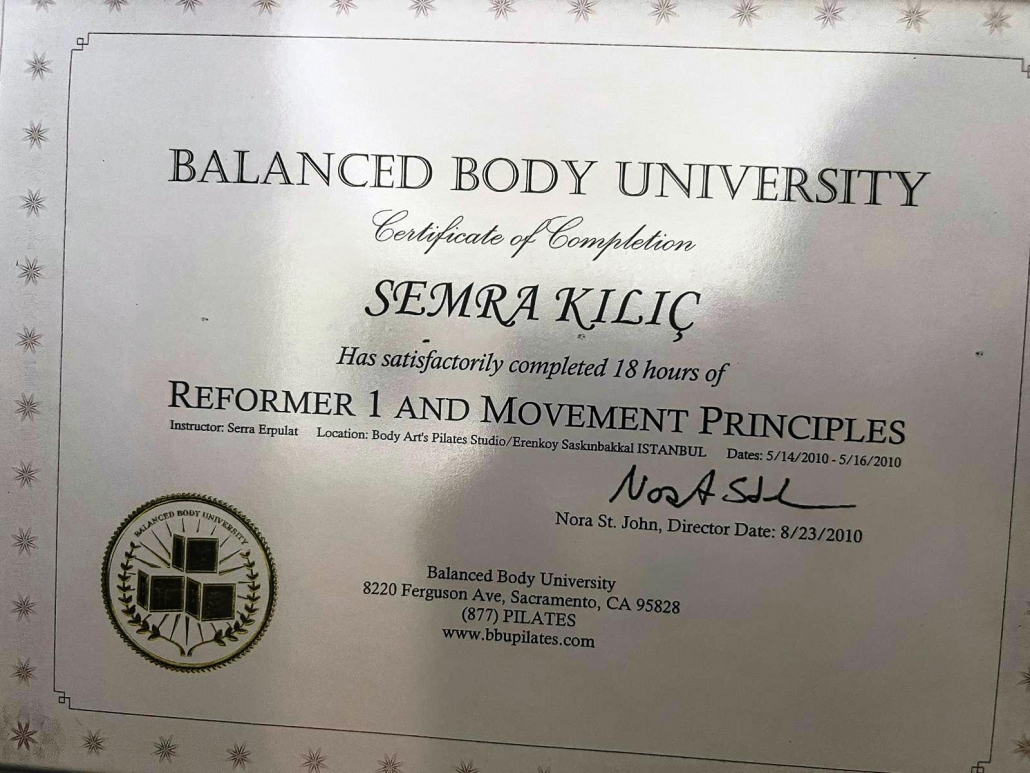 BALANCED BODY UNIVERSITY
Certificate of Completion
SEMRA KILIÇ
Has satisfactorily completed 18 hours of
REFORMER 1 AND MOVEMENT PRINCIPLES
Instructor: Serra Erpulat Location: Body Art's Pilates Studio/Erenkoy Saskınbakkal ISTANBUL Dates: 5/14/2010 - 5/16/2010
Nora St. John, Director Date: 8/23/2010
BALANCED BODY UNIVERSITY
Balanced Body University
8220 Ferguson Ave, Sacramento, CA 95828
(877) PILATES
www.bbupilates.com